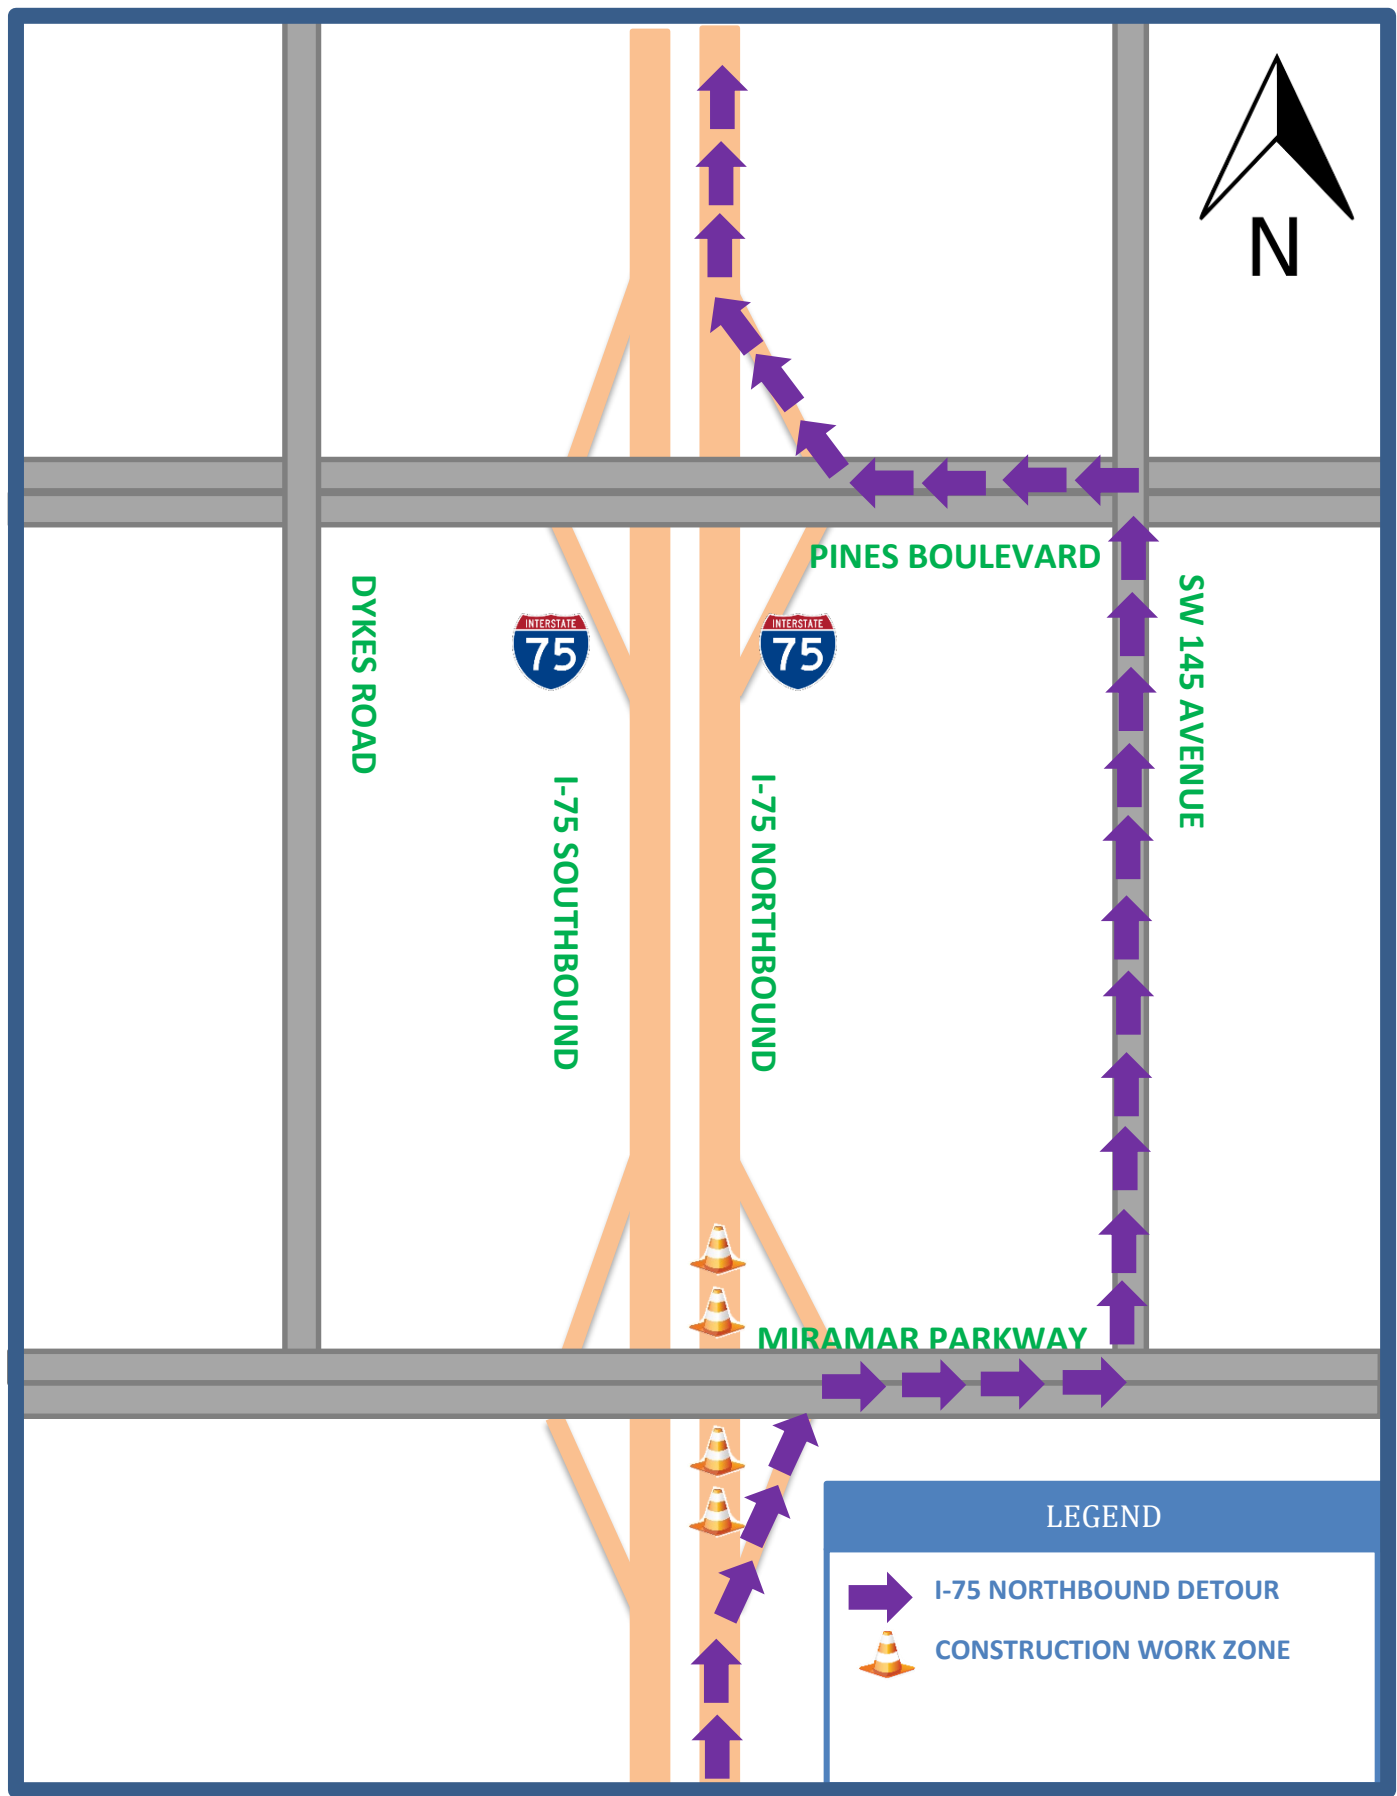 N
PINES BOULEVARD
DYKES ROAD
SW 145 AVENUE
INTERSTATE
75
INTERSTATE
75
I-75 SOUTHBOUND
I-75 NORTHBOUND
MIRAMAR PARKWAY
LEGEND
I-75 NORTHBOUND DETOUR
CONSTRUCTION WORK ZONE